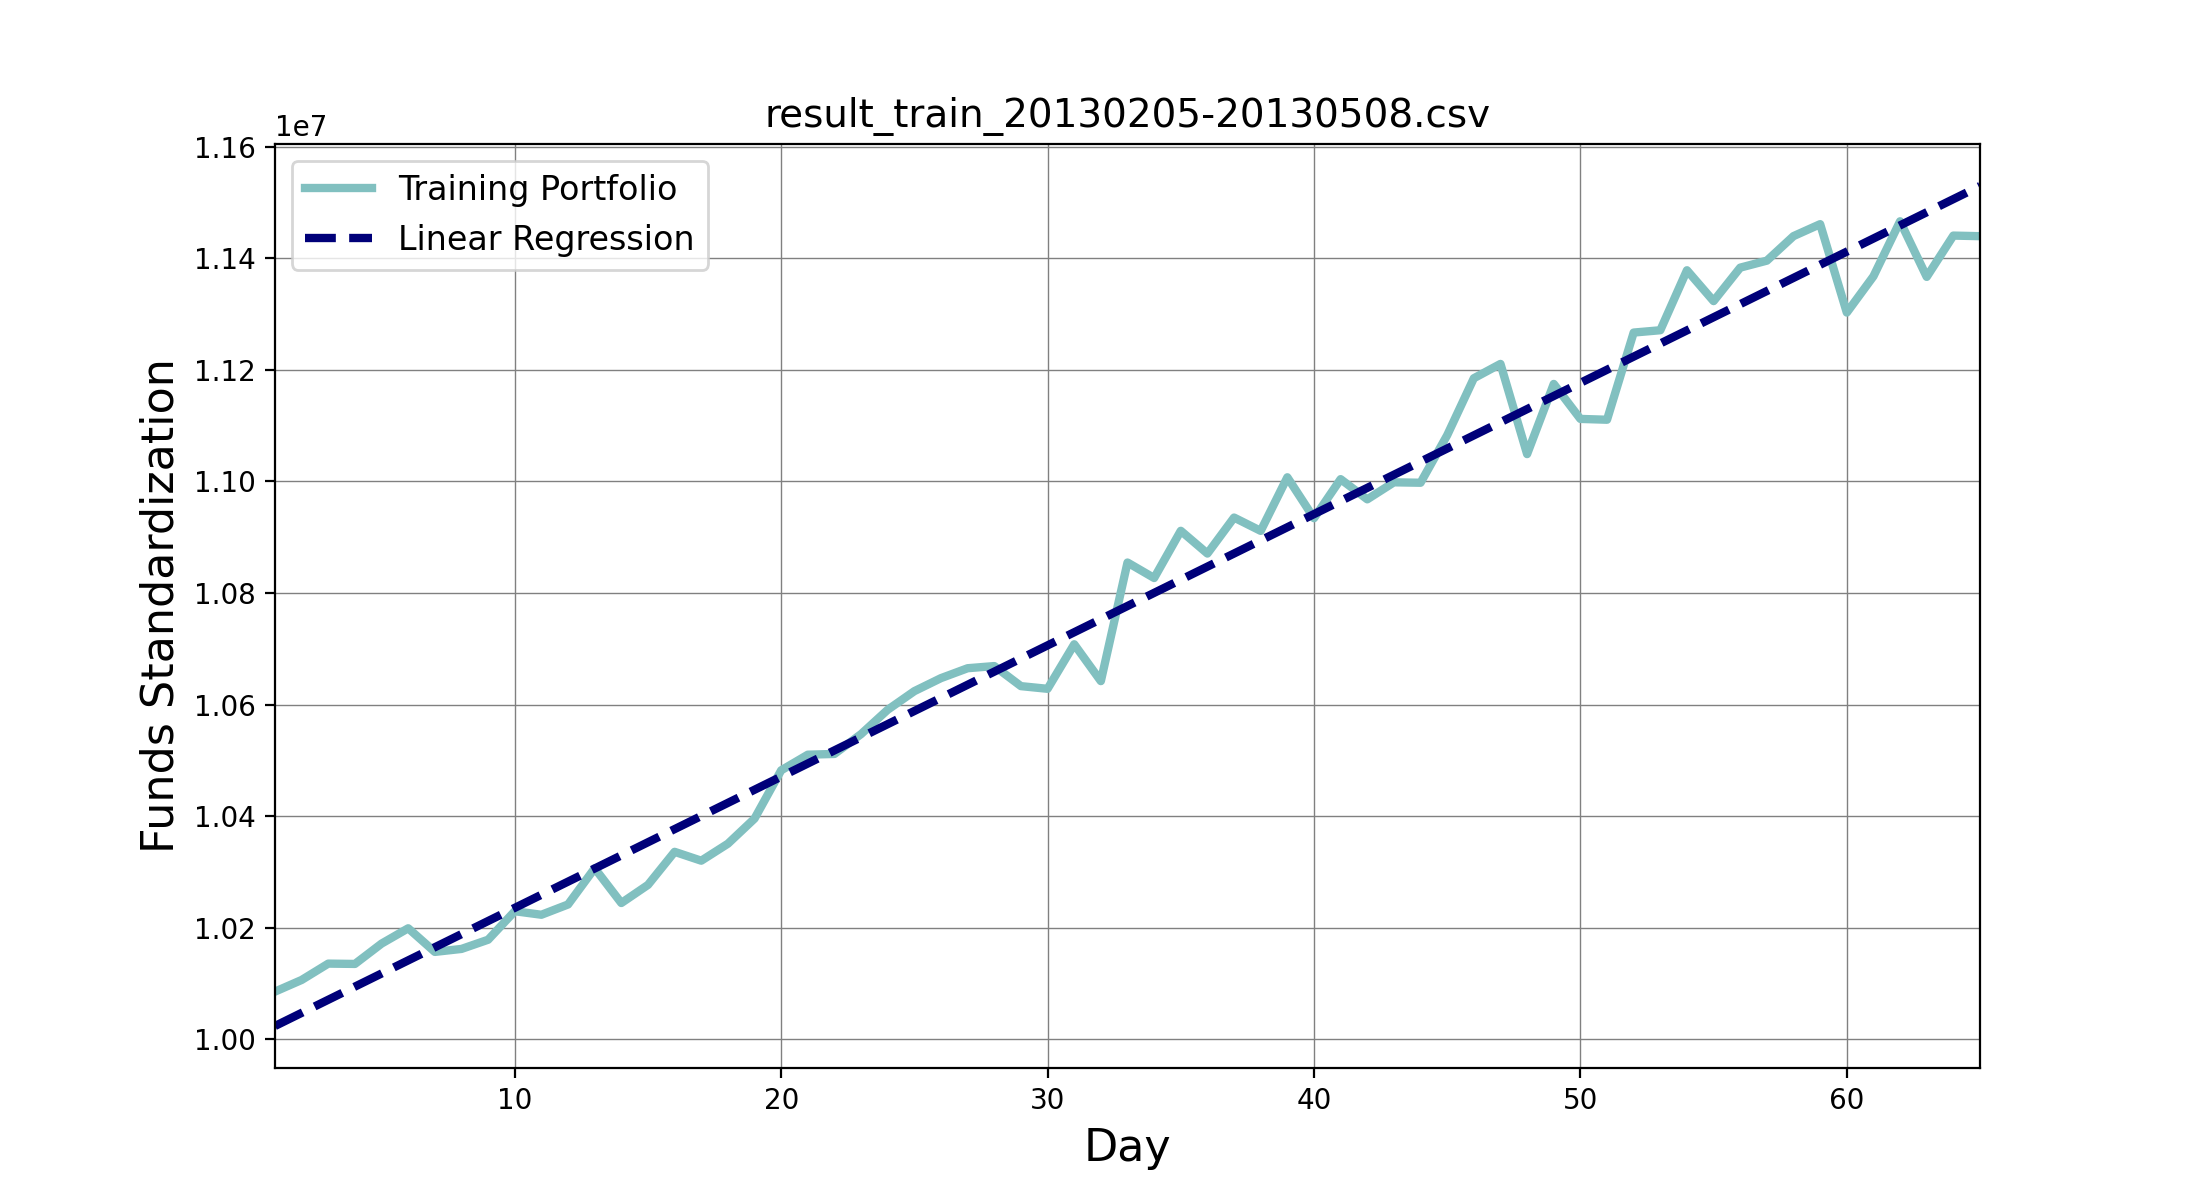 result_train_20130205-20130508.csv
1e7
1.16
1.14
1.12
1.10
1.08
1.06
1.04
1.02
1.00
Funds Standardization
Training Portfolio
Linear Regression
10 20 30 40 50 60
Day